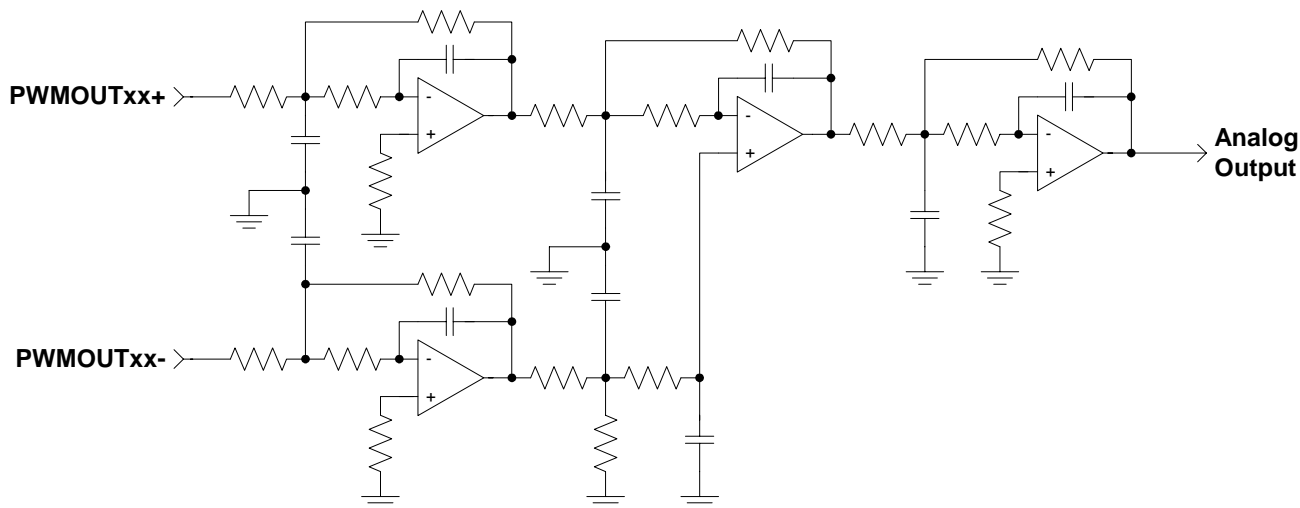 PWMOUTxx+
-
+
-
+
-
+
Analog
Output
PWMOUTxx-
-
+